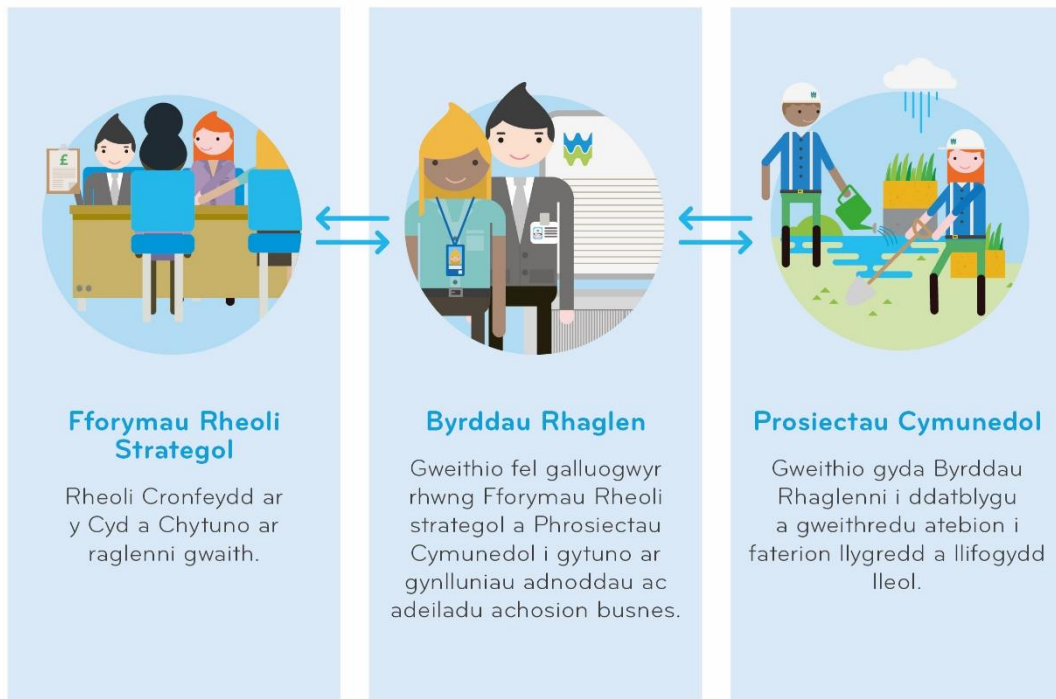 £
W
W
Fforymau Rheoli
Strategol
Rheoli Cronfeydd ar
y Cyd a Chytuno ar
raglenni gwaith.
Byrddau Rhaglen
Gweithio fel galluogwyr
rhwng Fforymau Rheoli
strategol a Phrosiectau
Cymunedol i gytuno ar
gynlluniau adnoddau ac
adeiladu achosion busnes.
Prosiectau Cymunedol
Gweithio gyda Byrddau
Rhaglenni i ddatblygu
a gweithredu atebion i
faterion llygredd a llifogydd
lleol.